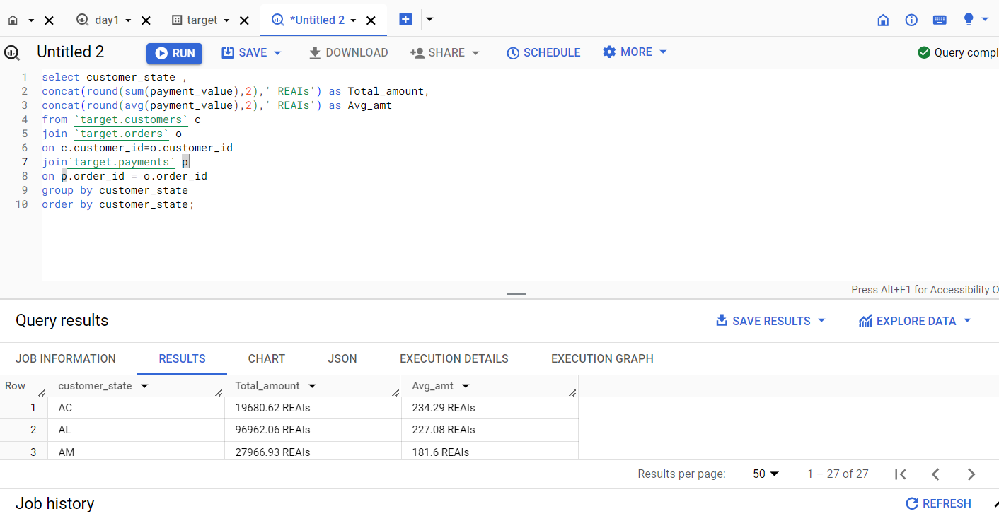 day1 target *Untitled 2
Untitled 2 RUN SAVE DOWNLOAD SHARE SCHEDULE MORE Query compl
1 select customer_state ,
2 concat(round(sum(payment_value),2),' REAIs') as Total_amount,
3 concat(round(avg(payment_value),2),' REAIs') as Avg_amt
4 from `target.customers` c
5 join `target.orders` o
6 on c.customer_id=o.customer_id
7 join`target.payments` p
8 on p.order_id = o.order_id
9 group by customer_state
10 order by customer_state;
Press Alt+F1 for Accessibility O
Query results SAVE RESULTS EXPLORE DATA
JOB INFORMATION RESULTS CHART JSON EXECUTION DETAILS EXECUTION GRAPH
Row customer_state Total_amount Avg_amt
1 AC 19680.62 REAIs 234.29 REAIs
2 AL 96962.06 REAIs 227.08 REAIs
3 AM 27966.93 REAIs 181.6 REAIs
Results per page: 50 1 – 27 of 27
Job history REFRESH